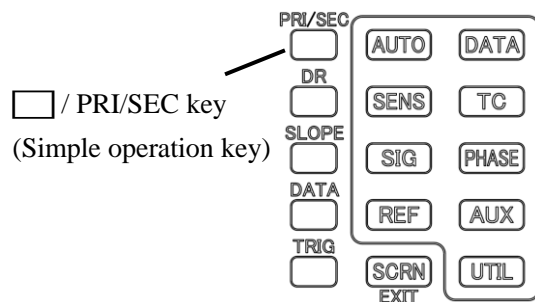 PRI/SEC
AUTO DATA
/ PRI/SEC key
DR
SENS TC
(Simple operation key)
SLOPE
SIG PHASE
DATA
REF AUX
TRIG
SCRN UTIL
EXIT